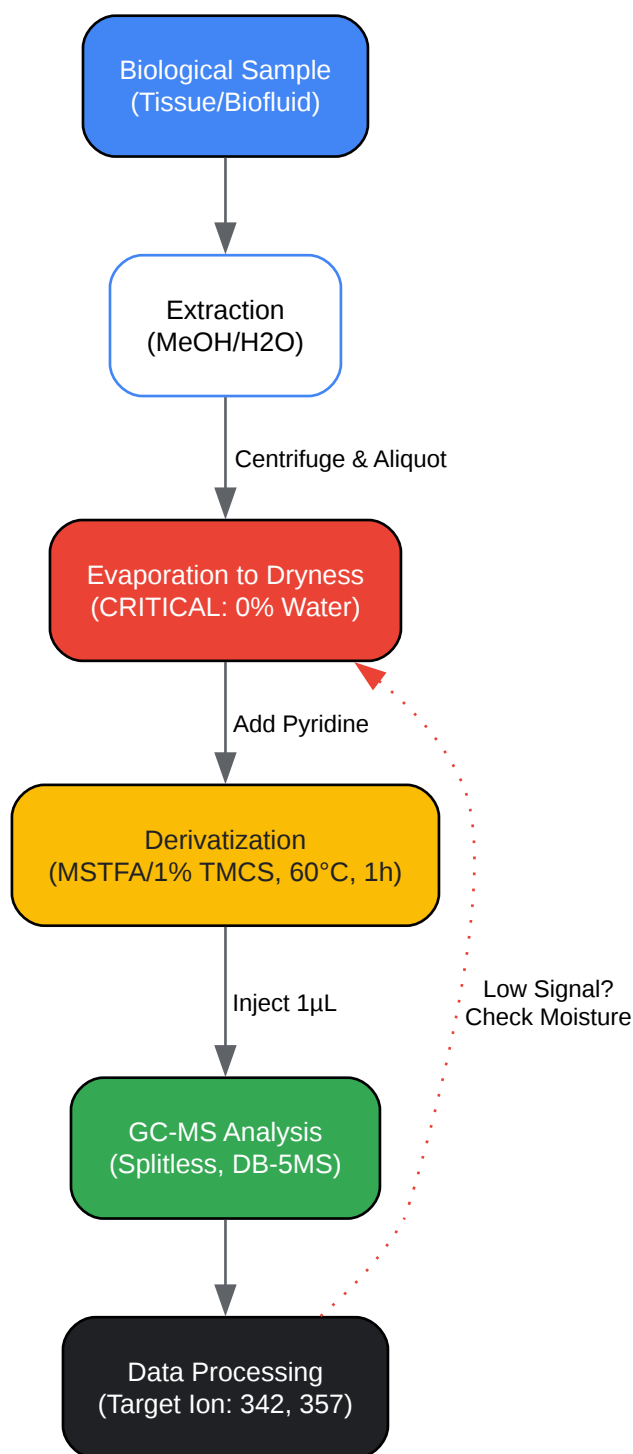 Biological Sample
(Tissue/Biofluid)
Extraction
(MeOH/H2O)
Centrifuge & Aliquot
Evaporation to Dryness
(CRITICAL: 0% Water)
Add Pyridine
Derivatization
(MSTFA/1% TMCS, 60°C, 1h)
Low Signal?
Check Moisture
Inject 1µL
GC-MS Analysis
(Splitless, DB-5MS)
Data Processing
(Target Ion: 342, 357)